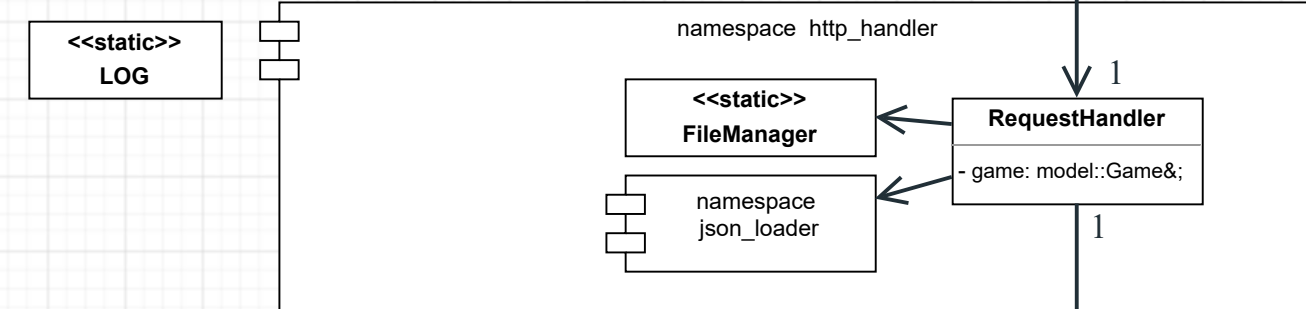 <<static>>
LOG
namespace  http_handler
1
<<static>>
FileManager
RequestHandler
- game: model::Game&;
namespace
json_loader
1